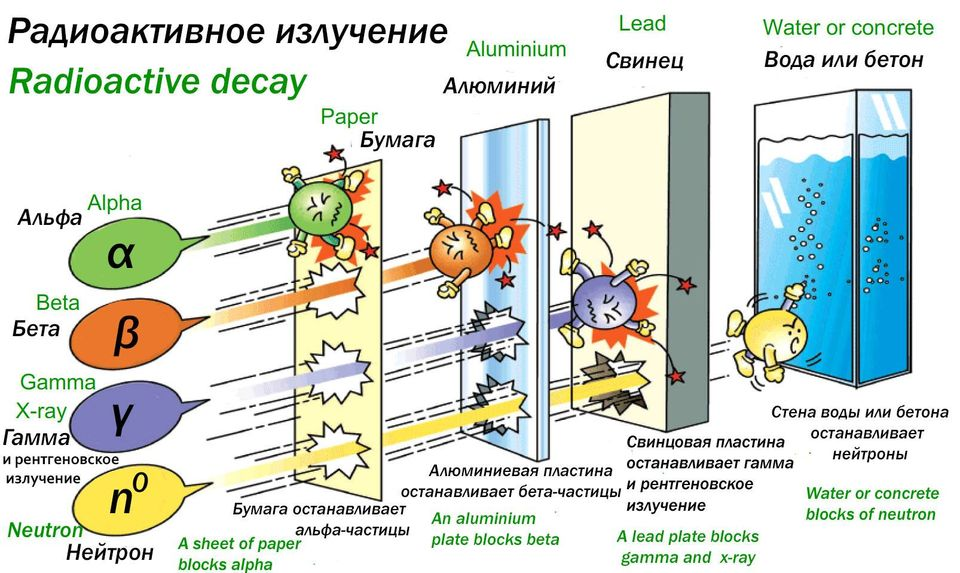 Радиоактивное излучение
Radioactive decay
Paper
Бумага
Aluminium
Алюминий
Lead
Свинец
Water or concrete
Вода или бетон
Альфа
Alpha
α
Beta
Бета
β
Gamma
X-ray
Гамма
и рентгеновское
излучение
γ
n⁰
Neutron
Нейтрон
Бумага останавливает
альфа-частицы
A sheet of paper
blocks alpha
Алюминиевая пластина
останавливает бета-частицы
An aluminium
plate blocks beta
Свинцовая пластина
останавливает гамма
и рентгеновское
излучение
A lead plate blocks
gamma and x-ray
Стена воды или бетона
останавливает
нейтроны
Water or concrete
blocks of neutron